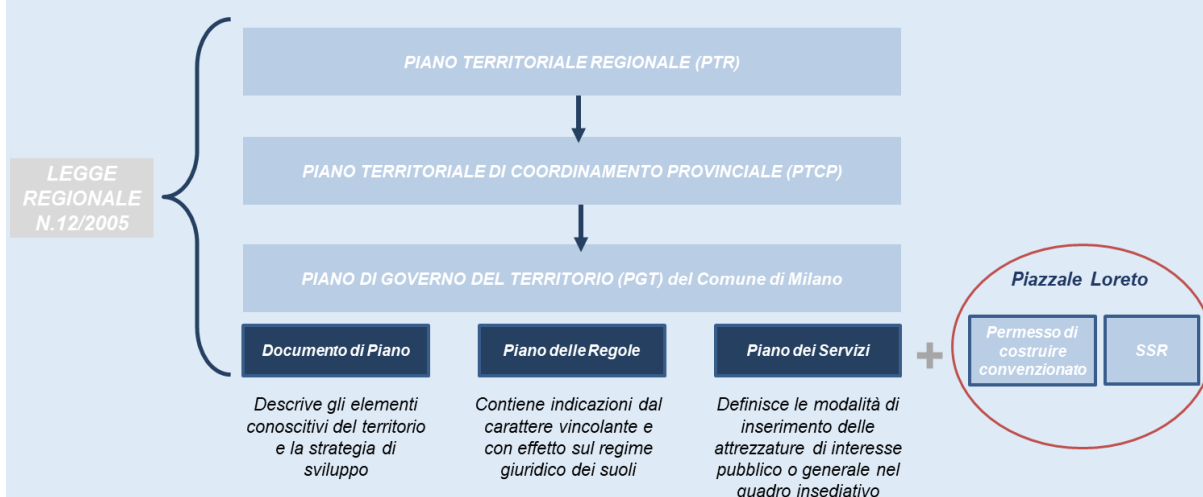 PIANO TERRITORIALE REGIONALE (PTR)
PIANO TERRITORIALE DI COORDINAMENTO PROVINCIALE (PTCP)
LEGGE
REGIONALE
N.12/2005
PIANO DI GOVERNO DEL TERRITORIO (PGT) del Comune di Milano
Documento di Piano
Piano delle Regole
Piano dei Servizi
Descrive gli elementi
conoscitivi del territorio
e la strategia di
sviluppo
Contiene indicazioni dal
carattere vincolante e
con effetto sul regime
giuridico dei suoli
Definisce le modalità di
inserimento delle
attrezzature di interesse
pubblico o generale nel
quadro insediativo
+
Piazzale Loreto
Permesso di
costruire
convenzionato
SSR